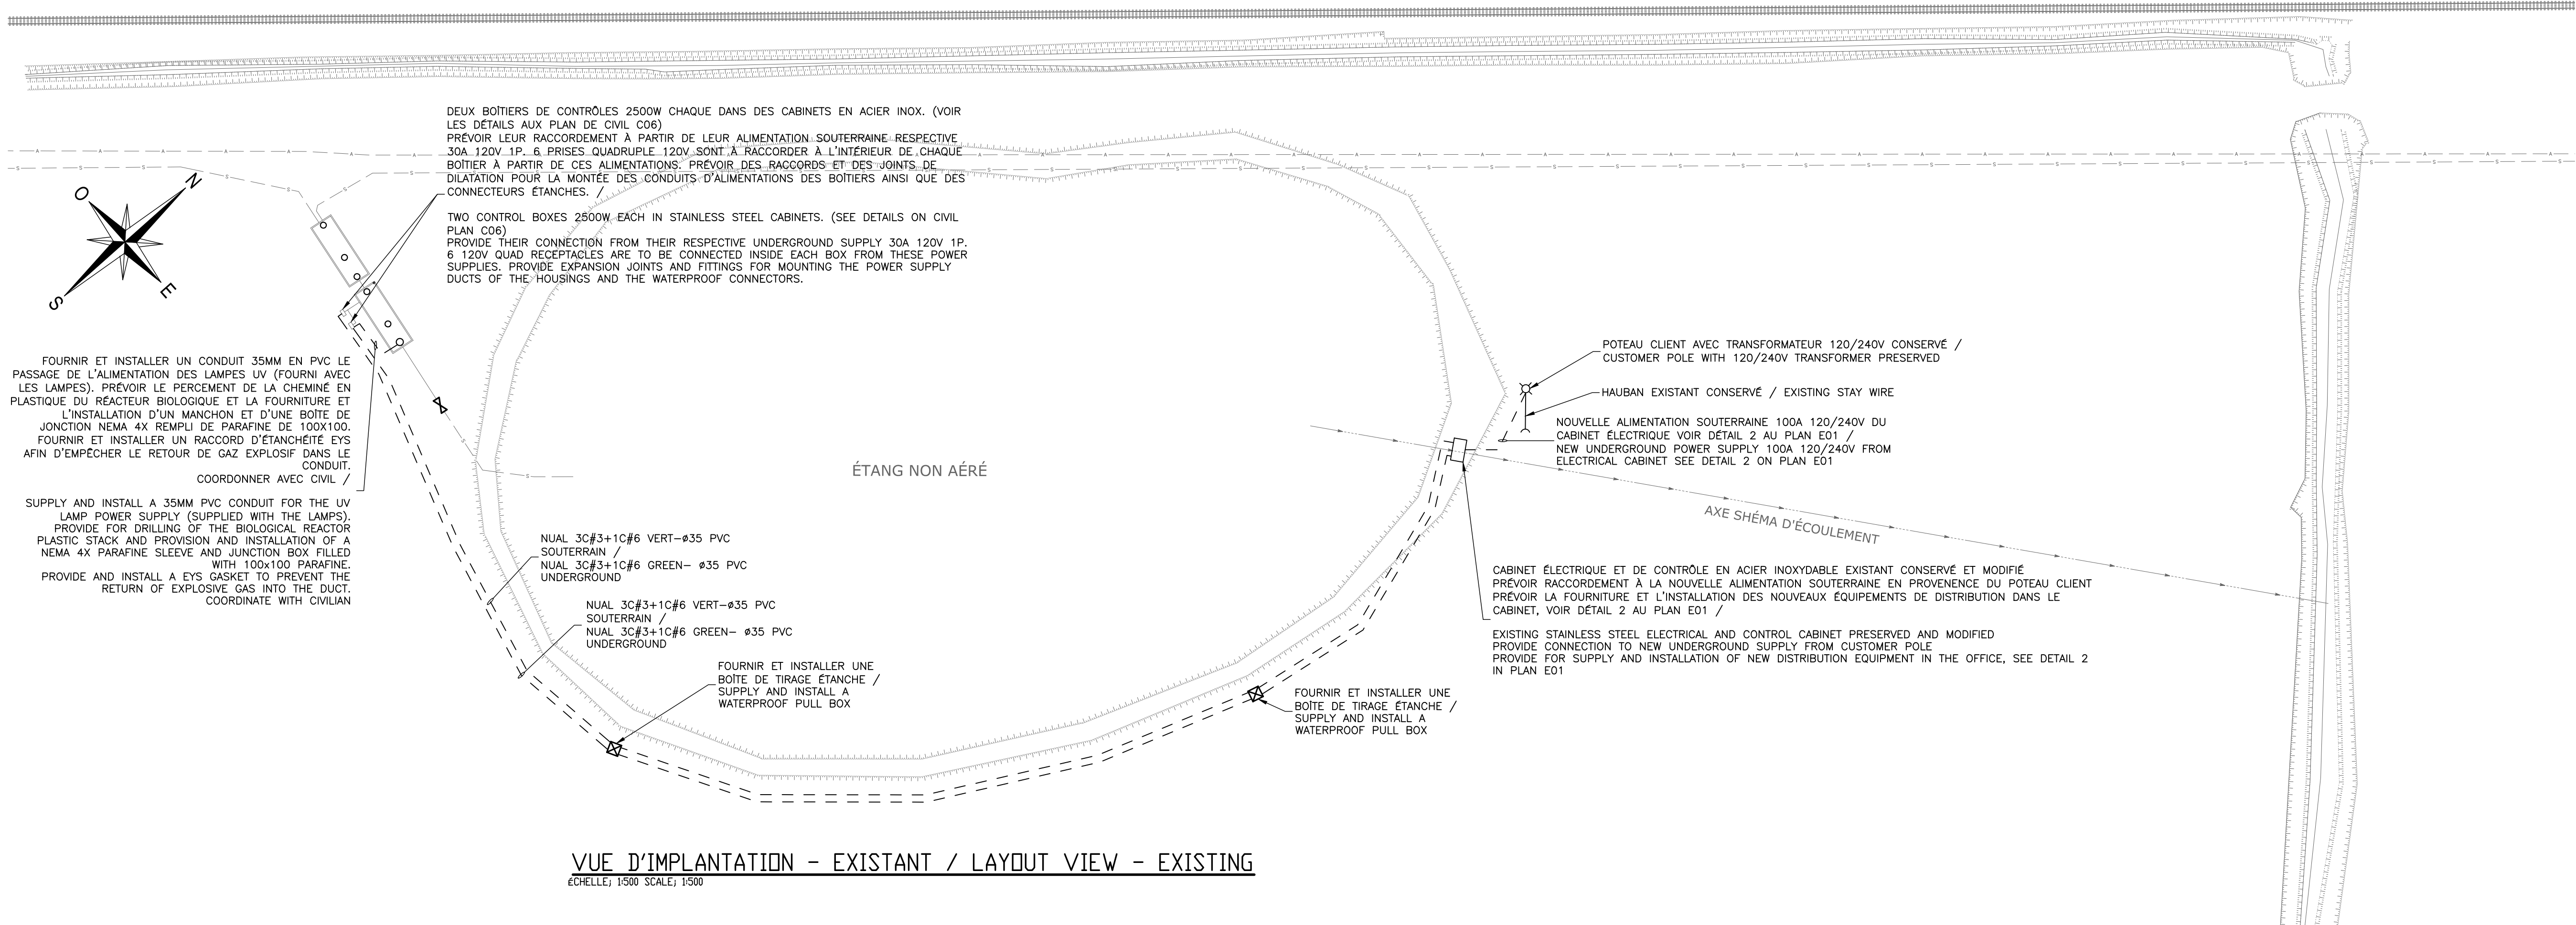 DEUX BOÎTIERS DE CONTRÔLES 2500W CHAQUE DANS DES CABINETS EN ACIER INOX. (VOIR
LES DÉTAILS AUX PLAN DE CIVIL C06)
PRÉVOIR LEUR RACCORDEMENT À PARTIR DE LEUR ALIMENTATION SOUTERRAINE RESPECTIVE
30A 120V 1P. 6 PRISES QUADRUPLE 120V SONT À RACCORDER À L'INTÉRIEUR DE CHAQUE
BOÎTIER À PARTIR DE CES ALIMENTATIONS. PRÉVOIR DES RACCORDS ET DES JOINTS DE
DILATATION POUR LA MONTÉE DES CONDUITS D'ALIMENTATIONS DES BOÎTIERS AINSI QUE DES
CONNECTEURS ÉTANCHES. /
TWO CONTROL BOXES 2500W EACH IN STAINLESS STEEL CABINETS. (SEE DETAILS ON CIVIL
PLAN C06)
PROVIDE THEIR CONNECTION FROM THEIR RESPECTIVE UNDERGROUND SUPPLY 30A 120V 1P.
6 120V QUAD RECEPTACLES ARE TO BE CONNECTED INSIDE EACH BOX FROM THESE POWER
SUPPLIES. PROVIDE EXPANSION JOINTS AND FITTINGS FOR MOUNTING THE POWER SUPPLY
DUCTS OF THE HOUSINGS AND THE WATERPROOF CONNECTORS.
O
N
S
E
FOURNIR ET INSTALLER UN CONDUIT 35MM EN PVC LE
PASSAGE DE L'ALIMENTATION DES LAMPES UV (FOURNI AVEC
LES LAMPES). PRÉVOIR LE PERCEMENT DE LA CHEMINÉ EN
PLASTIQUE DU RÉACTEUR BIOLOGIQUE ET LA FOURNITURE ET
L'INSTALLATION D'UN MANCHON ET D'UNE BOÎTE DE
JONCTION NEMA 4X REMPLI DE PARAFINE DE 100X100.
FOURNIR ET INSTALLER UN RACCORD D'ÉTANCHÉITÉ EYS
AFIN D'EMPÊCHER LE RETOUR DE GAZ EXPLOSIF DANS LE
CONDUIT.
COORDONNER AVEC CIVIL /
SUPPLY AND INSTALL A 35MM PVC CONDUIT FOR THE UV
LAMP POWER SUPPLY (SUPPLIED WITH THE LAMPS).
PROVIDE FOR DRILLING OF THE BIOLOGICAL REACTOR
PLASTIC STACK AND PROVISION AND INSTALLATION OF A
NEMA 4X PARAFINE SLEEVE AND JUNCTION BOX FILLED
WITH 100x100 PARAFINE.
PROVIDE AND INSTALL A EYS GASKET TO PREVENT THE
RETURN OF EXPLOSIVE GAS INTO THE DUCT.
COORDINATE WITH CIVILIAN
ÉTANG NON AÉRÉ
NUAL 3C#3+1C#6 VERT-ø35 PVC
SOUTERRAIN /
NUAL 3C#3+1C#6 GREEN- ø35 PVC
UNDERGROUND
NUAL 3C#3+1C#6 VERT-ø35 PVC
SOUTERRAIN /
NUAL 3C#3+1C#6 GREEN- ø35 PVC
UNDERGROUND
FOURNIR ET INSTALLER UNE
BOÎTE DE TIRAGE ÉTANCHE /
SUPPLY AND INSTALL A
WATERPROOF PULL BOX
FOURNIR ET INSTALLER UNE
BOÎTE DE TIRAGE ÉTANCHE /
SUPPLY AND INSTALL A
WATERPROOF PULL BOX
POTEAU CLIENT AVEC TRANSFORMATEUR 120/240V CONSERVÉ /
CUSTOMER POLE WITH 120/240V TRANSFORMER PRESERVED
HAUBAN EXISTANT CONSERVÉ / EXISTING STAY WIRE
NOUVELLE ALIMENTATION SOUTERRAINE 100A 120/240V DU
CABINET ÉLECTRIQUE VOIR DÉTAIL 2 AU PLAN E01 /
NEW UNDERGROUND POWER SUPPLY 100A 120/240V FROM
ELECTRICAL CABINET SEE DETAIL 2 ON PLAN E01
AXE SHÉMA D'ÉCOULEMENT
CABINET ÉLECTRIQUE ET DE CONTRÔLE EN ACIER INOXYDABLE EXISTANT CONSERVÉ ET MODIFIÉ
PRÉVOIR RACCORDEMENT À LA NOUVELLE ALIMENTATION SOUTERRAINE EN PROVENENCE DU POTEAU CLIENT
PRÉVOIR LA FOURNITURE ET L'INSTALLATION DES NOUVEAUX ÉQUIPEMENTS DE DISTRIBUTION DANS LE
CABINET, VOIR DÉTAIL 2 AU PLAN E01 /
EXISTING STAINLESS STEEL ELECTRICAL AND CONTROL CABINET PRESERVED AND MODIFIED
PROVIDE CONNECTION TO NEW UNDERGROUND SUPPLY FROM CUSTOMER POLE
PROVIDE FOR SUPPLY AND INSTALLATION OF NEW DISTRIBUTION EQUIPMENT IN THE OFFICE, SEE DETAIL 2
IN PLAN E01
VUE D'IMPLANTATION - EXISTANT / LAYOUT VIEW - EXISTING
ÉCHELLE; 1:500 SCALE; 1:500